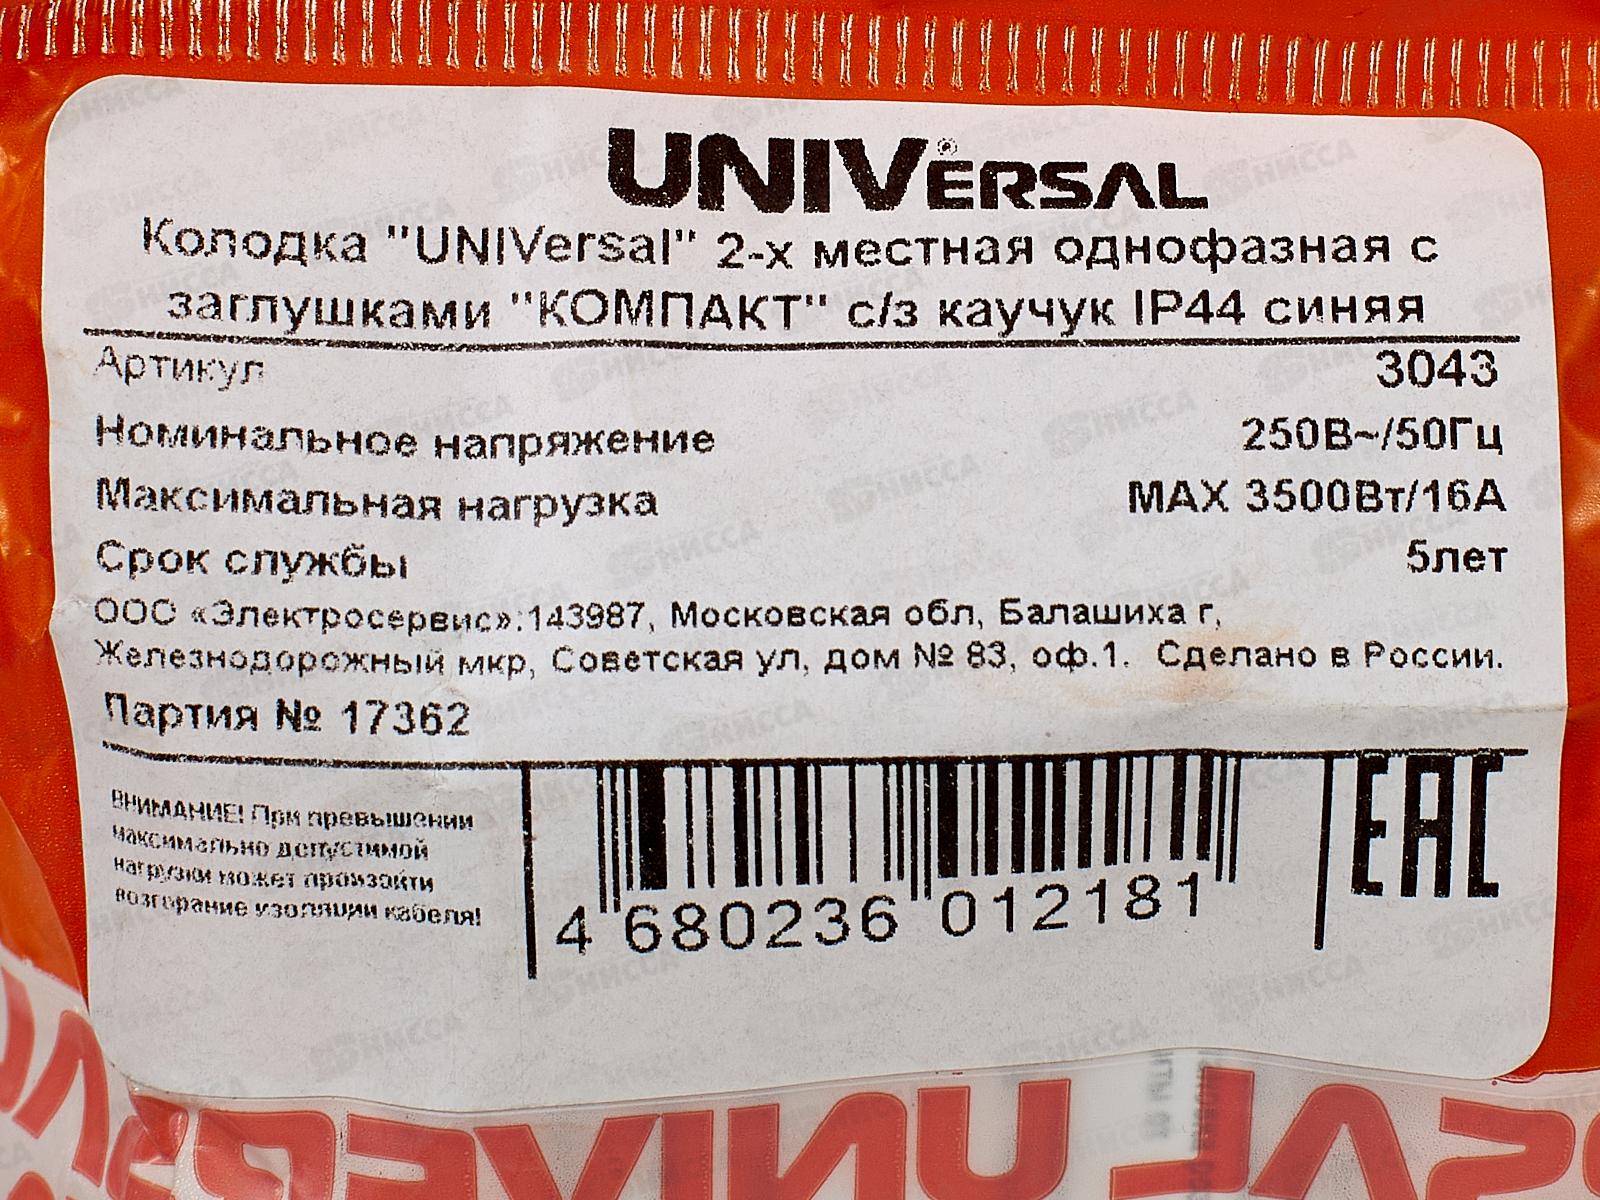 UNIVERSAL®
Колодка "UNIVersal" 2-х местная однофазная с
заглушками "КОМПАКТ" с/з каучук IP44 синяя
Артикул 3043
Номинальное напряжение 250В~/50Гц
Максимальная нагрузка MAX 3500Вт/16А
Срок службы 5лет
ООО «Электросервис»:143987, Московская обл, Балашиха г,
Железнодорожный мкр, Советская ул, дом № 83, оф.1. Сделано в России.
Партия № 17362
ВНИМАНИЕ! При превышении
максимально допустимой
нагрузки может произойти
возгорание изоляции кабеля!
4 680236 012181
EAC
UNIVERSAL
НИССА